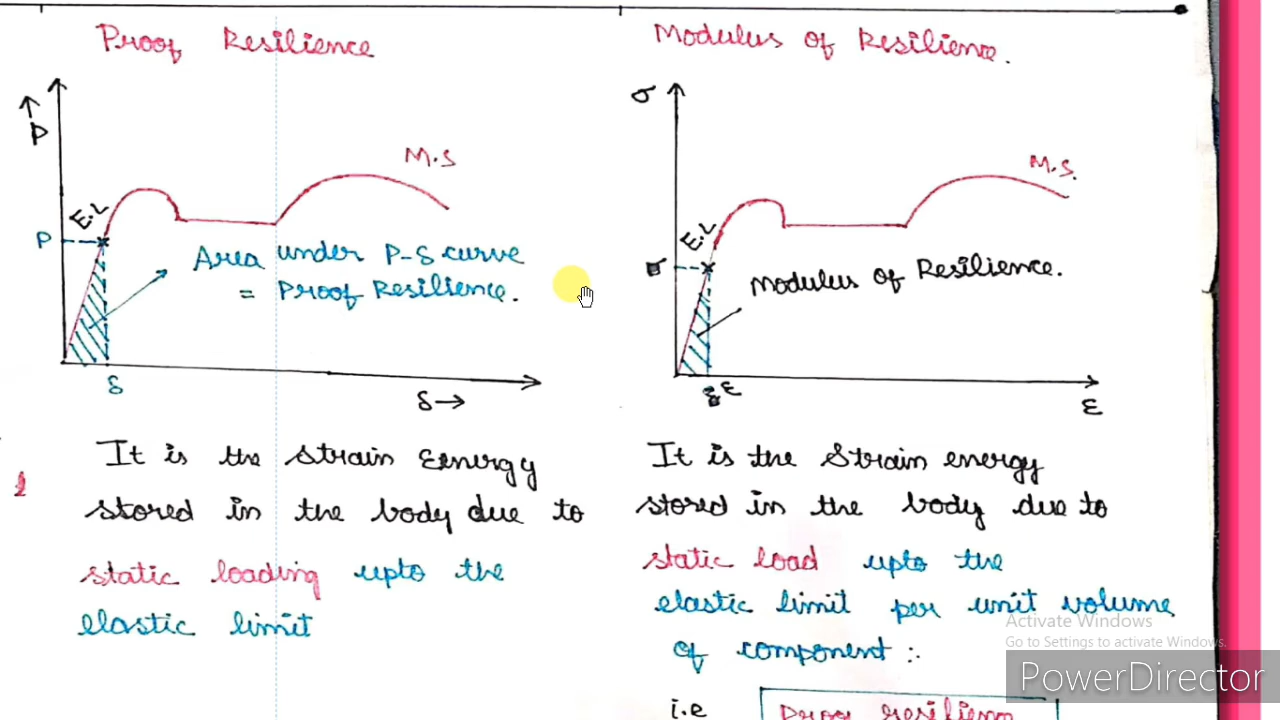 Proof Resilience
↑
P
M.S
E.L
P
Area under P-δ curve
= Proof Resilience.
δ
δ→
It is the strain Eenergy
stored in the body due to
static loading upto the
elastic limit
Modulus of Resilience.
σ
M.S.
E.L
σ
Modulus of Resilience.
ε
ε
It is the strain energy
stored in the body due to
static load upto the
elastic limit per unit volume
of component :.
i.e
Proof resilienc
Activate Windows
Go to Settings to activate Windows.
PowerDirector